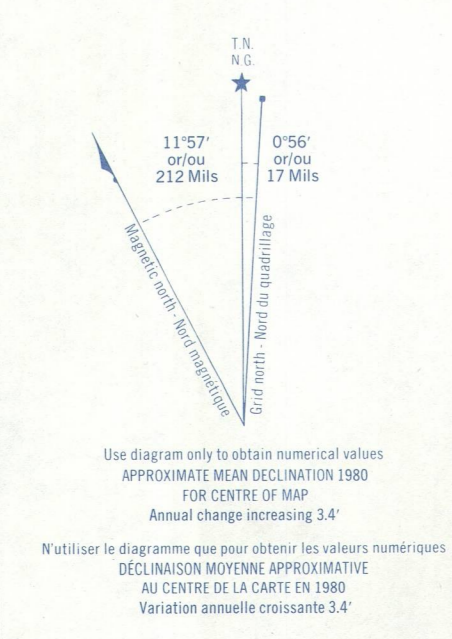 T.N.
N.G.
11°57′
or/ou
212 Mils
0°56′
or/ou
17 Mils
Magnetic north - Nord magnétique
Grid north - Nord du quadrillage
Use diagram only to obtain numerical values
APPROXIMATE MEAN DECLINATION 1980
FOR CENTRE OF MAP
Annual change increasing 3.4′
N'utiliser le diagramme que pour obtenir les valeurs numériques
DÉCLINAISON MOYENNE APPROXIMATIVE
AU CENTRE DE LA CARTE EN 1980
Variation annuelle croissante 3.4′